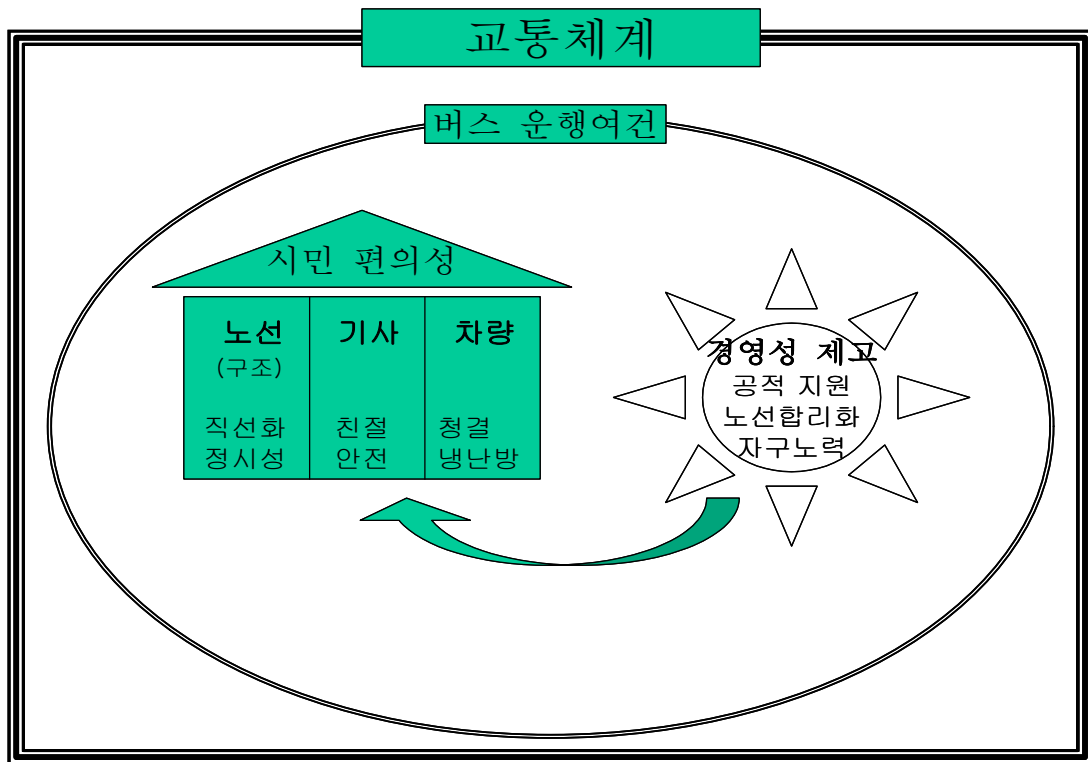 교통체계
버스 운행여건
시민 편의성
노선
(구조)
직선화
정시성
기사
친절
안전
차량
청결
냉난방
경영성 제고
공적 지원
노선합리화
자구노력